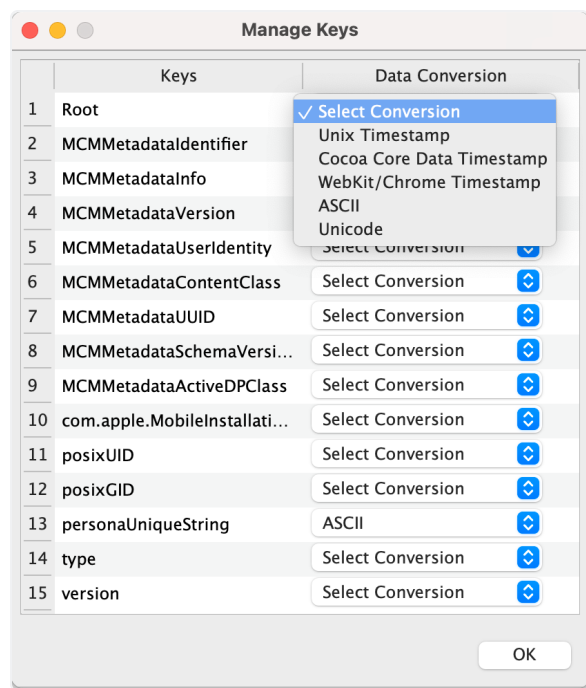 Manage Keys
Keys Data Conversion
1 Root ✓ Select Conversion
Unix Timestamp
2 MCMMetadataIdentifier
Cocoa Core Data Timestamp
3 MCMMetadataInfo
WebKit/Chrome Timestamp
4 MCMMetadataVersion
ASCII
Unicode
5 MCMMetadataUserIdentity Select Conversion
6 MCMMetadataContentClass Select Conversion
7 MCMMetadataUUID Select Conversion
8 MCMMetadataSchemaVersi... Select Conversion
9 MCMMetadataActiveDPClass Select Conversion
10 com.apple.MobileInstallati... Select Conversion
11 posixUID Select Conversion
12 posixGID Select Conversion
13 personaUniqueString ASCII
14 type Select Conversion
15 version Select Conversion
OK